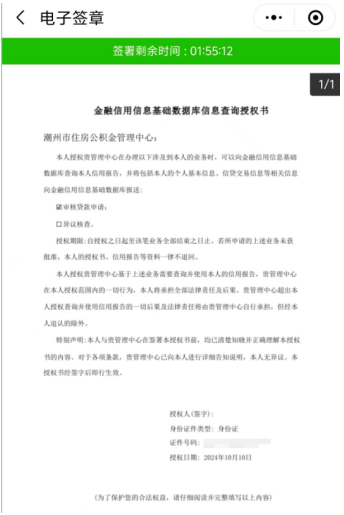 电子签章
签署剩余时间：01:55:12
1/1
金融信用信息基础数据库信息查询授权书
潮州市住房公积金管理中心：
本人授权贵管理中心在办理以下涉及到本人的业务时，可以向金融信用信息基础
数据库查询本人信用报告，并将包括本人的个人基本信息、信贷交易信息等相关信息
向金融信用信息基础数据库报送：
☑审核贷款申请；
☐异议核查。
授权期限：自授权之日起至该笔业务全部结束之日止。若所申请的上述业务未获
批准，本人的授权书、信用报告等资料一律不退回。
本人授权贵管理中心基于上述业务需要查询并使用本人的信用报告，贵管理中心
在本人授权范围内的一切行为，本人将承担全部法律责任及后果。贵管理中心超出本
人授权查询并使用信用报告的一切后果及法律责任将由贵管理中心自行承担，但经本
人追认的除外。
特别声明：本人与贵管理中心在签署本授权书前，均已清楚知晓并正确理解本授权
书的内容。对于各项条款，贵管理中心已向本人进行详细告知说明，本人无异议。本
授权书经签字后即行生效。
授权人(签字)：
身份证件类型：身份证
证件号码：
授权日期：2024年10月10日
（为了保护您的合法权益，请仔细阅读并完整填写以上内容）